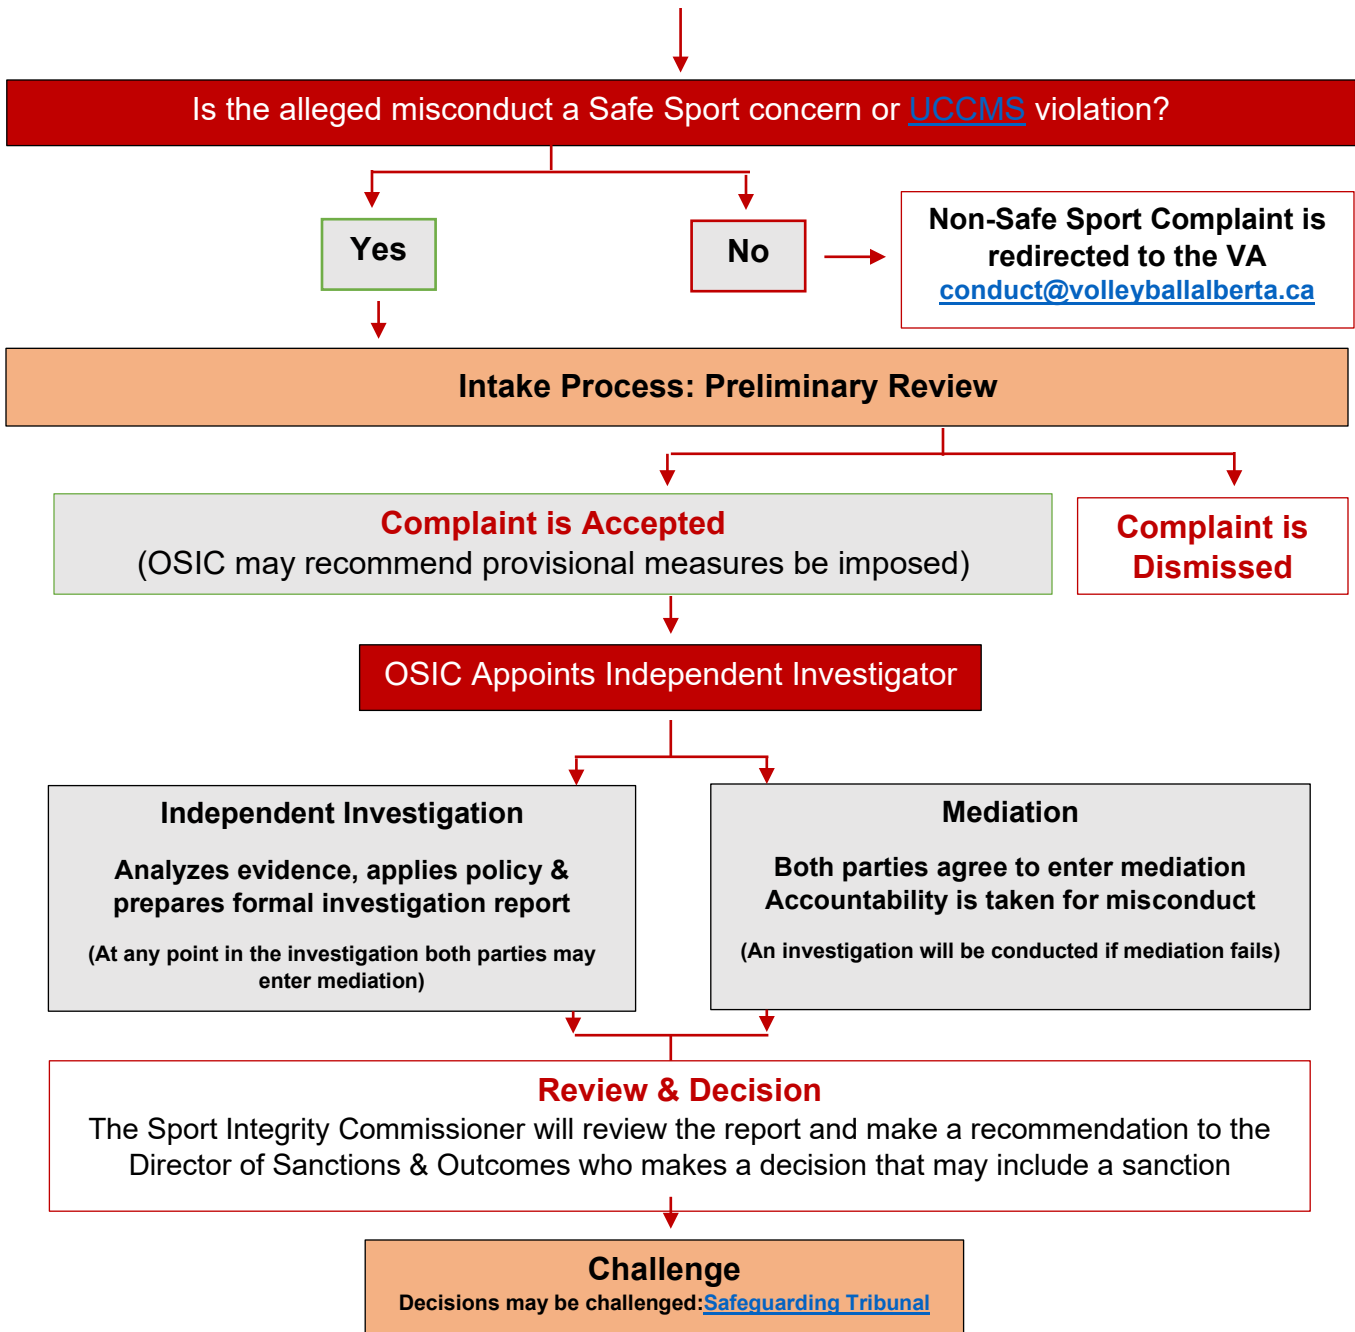 Is the alleged misconduct a Safe Sport concern or UCCMS violation?
Yes
No
Non-Safe Sport Complaint is
redirected to the VA
conduct@volleyballalberta.ca
Intake Process: Preliminary Review
Complaint is Accepted
(OSIC may recommend provisional measures be imposed)
Complaint is
Dismissed
OSIC Appoints Independent Investigator
Independent Investigation
Analyzes evidence, applies policy &
prepares formal investigation report
(At any point in the investigation both parties may
enter mediation)
Mediation
Both parties agree to enter mediation
Accountability is taken for misconduct
(An investigation will be conducted if mediation fails)
Review & Decision
The Sport Integrity Commissioner will review the report and make a recommendation to the
Director of Sanctions & Outcomes who makes a decision that may include a sanction
Challenge
Decisions may be challenged:Safeguarding Tribunal